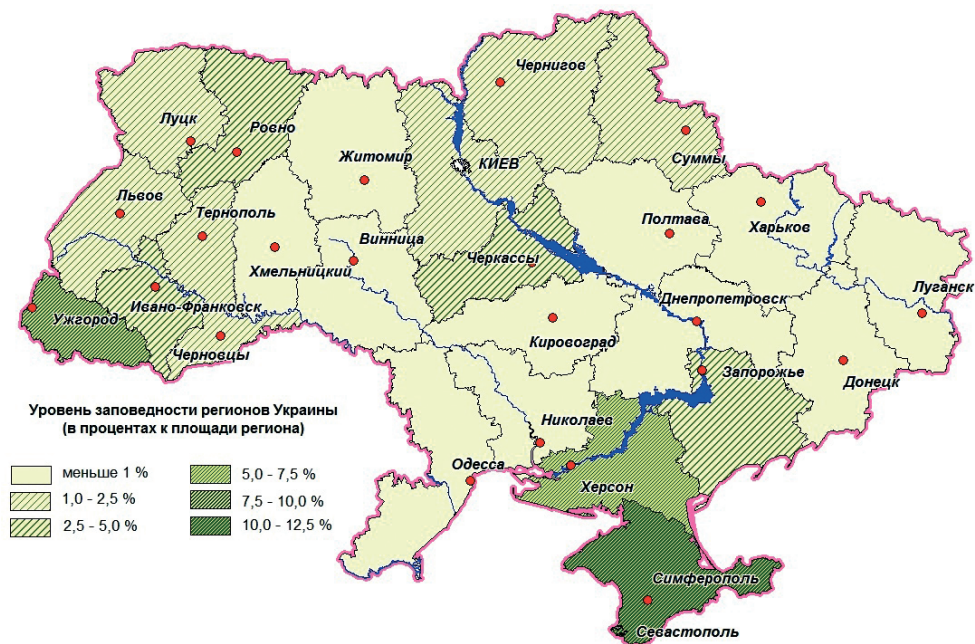 Чернигов
Луцк
Ровно
Житомир
КИЕВ
Суммы
Львов
Тернополь
Винница
Полтава
Харьков
Хмельницкий
Черкассы
Луганск
Ивано-Франковск
Ужгород
Днепропетровск
Черновцы
Кировоград
Запорожье
Донецк
Уровень заповедности регионов Украины
(в процентах к площади региона)
Николаев
меньше 1 %
5,0 - 7,5 %
Одесса
Херсон
1,0 - 2,5 %
7,5 - 10,0 %
2,5 - 5,0 %
10,0 - 12,5 %
Симферополь
Севастополь